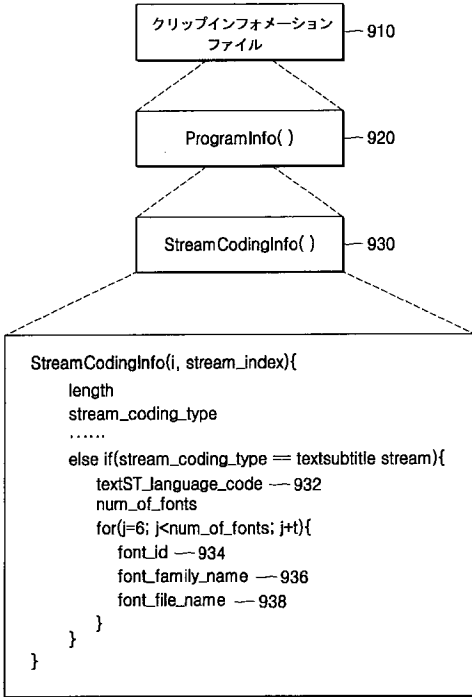 クリップインフォメーション
ファイル
910
ProgramInfo( )
920
StreamCodingInfo( )
930
StreamCodingInfo(i, stream_index){
length
stream_coding_type
......
else if(stream_coding_type == textsubtitle stream){
textST_language_code — 932
num_of_fonts
for(j=6; j<num_of_fonts; j+t){
font_id — 934
font_family_name — 936
font_file_name — 938
}
}
}